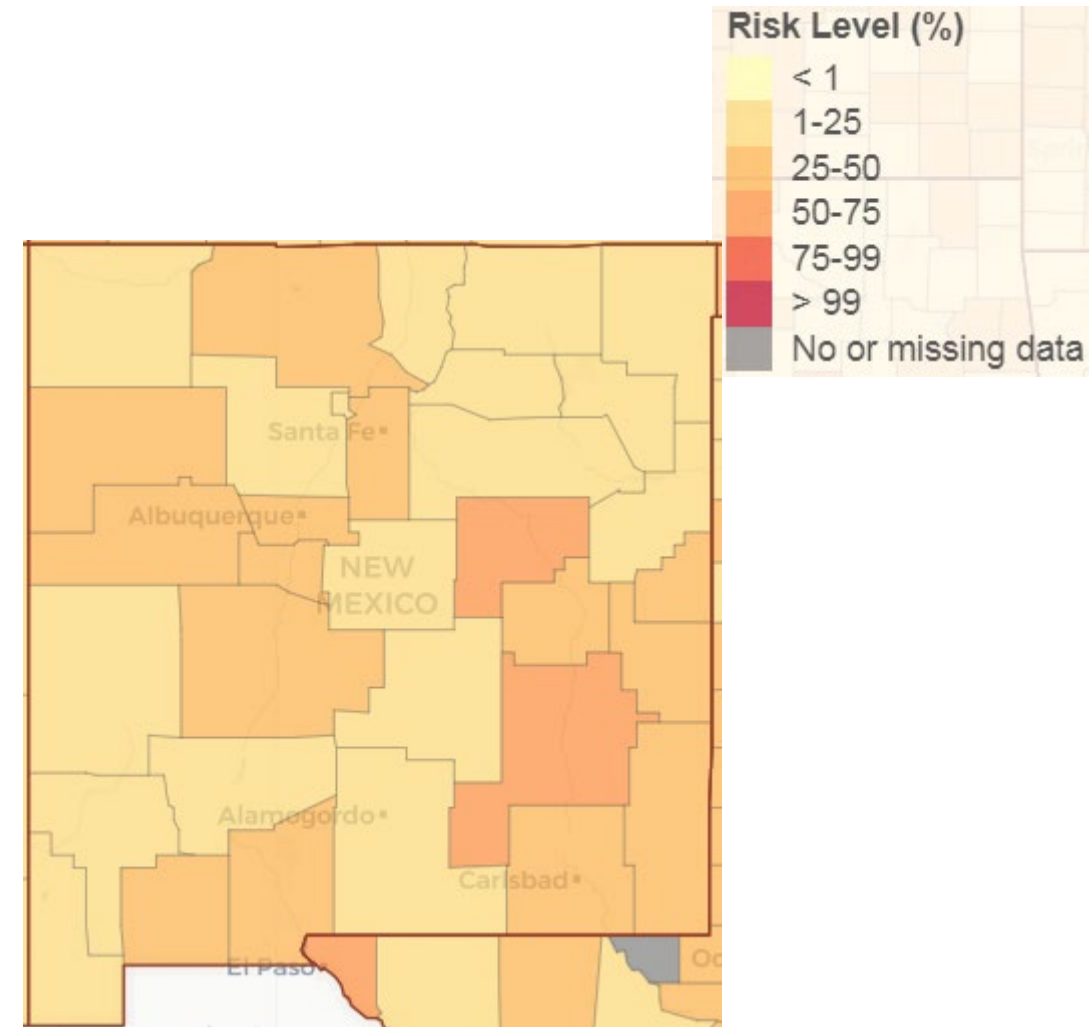 Risk Level (%)
< 1
1-25
25-50
50-75
75-99
> 99
No or missing data
Santa Fe
Albuquerque
NEW
MEXICO
Alamogordo
Carlsbad
El Paso